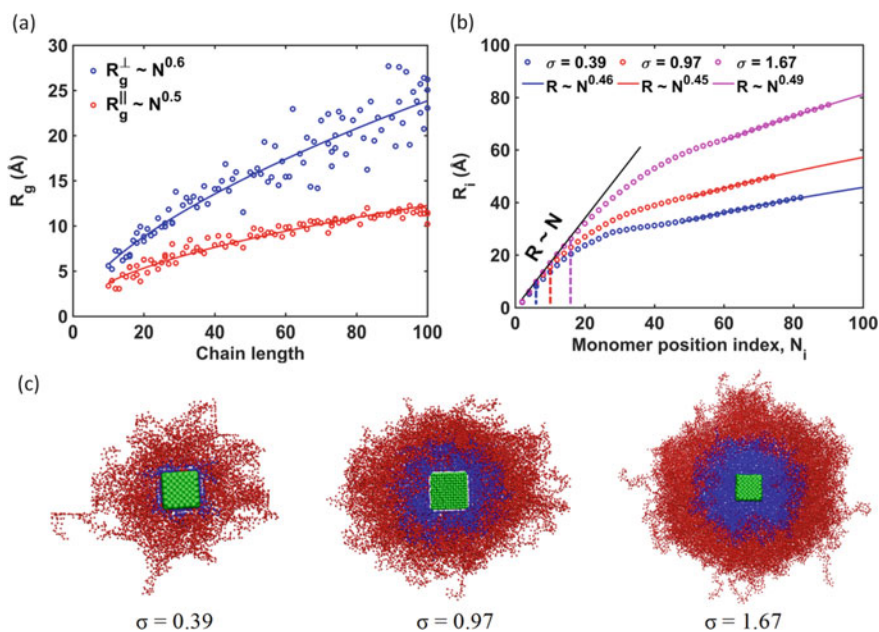 (a)
30
25
20
15
10
5
0
R_g (Å)
R_g^⊥ ~ N^0.6
R_g^|| ~ N^0.5
20 40 60 80 100
Chain length
(b)
100
80
60
40
20
0
R_i (Å)
σ = 0.39 σ = 0.97 σ = 1.67
R ~ N^0.46 R ~ N^0.45 R ~ N^0.49
R ~ N
0 20 40 60 80 100
Monomer position index, N_i
(c)
σ = 0.39 σ = 0.97 σ = 1.67